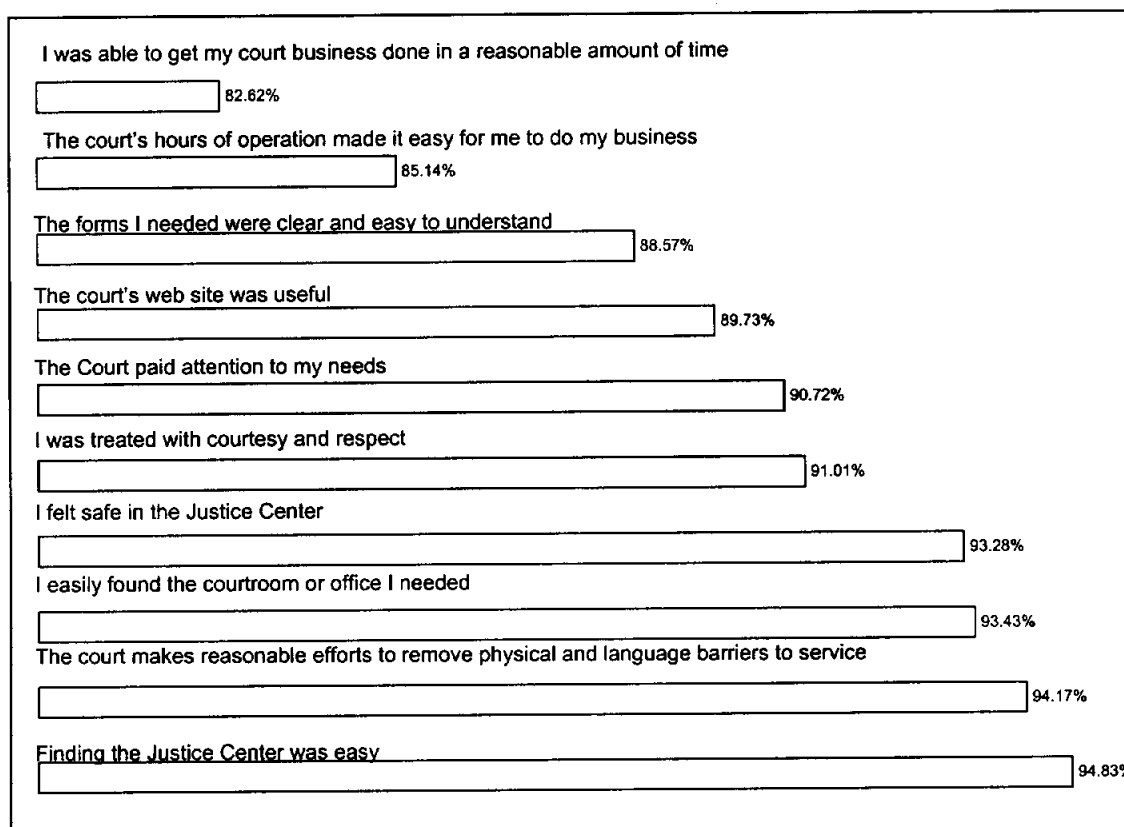 I was able to get my court business done in a reasonable amount of time
82.62%
The court's hours of operation made it easy for me to do my business
85.14%
The forms I needed were clear and easy to understand
88.57%
The court's web site was useful
89.73%
The Court paid attention to my needs
90.72%
I was treated with courtesy and respect
91.01%
I felt safe in the Justice Center
93.28%
I easily found the courtroom or office I needed
93.43%
The court makes reasonable efforts to remove physical and language barriers to service
94.17%
Finding the Justice Center was easy
94.83%